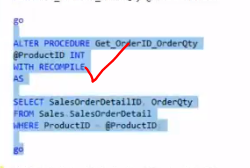 go
ALTER PROCEDURE Get_OrderID_OrderQty
@ProductID INT
WITH RECOMPILE
AS
SELECT SalesOrderDetailID, OrderQty
FROM Sales.SalesOrderDetail
WHERE ProductID = @ProductID
go